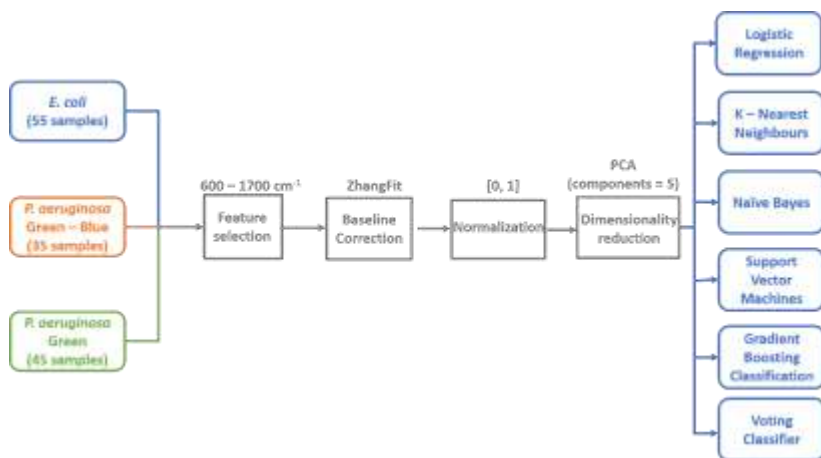 E. coli
(55 samples)
P. aeruginosa
Green – Blue
(35 samples)
P. aeruginosa
Green
(45 samples)
600 – 1700 cm⁻¹
Feature
selection
ZhangFit
Baseline
Correction
[0, 1]
Normalization
PCA
(components = 5)
Dimensionality
reduction
Logistic
Regression
K – Nearest
Neighbours
Naïve Bayes
Support
Vector
Machines
Gradient
Boosting
Classification
Voting
Classifier